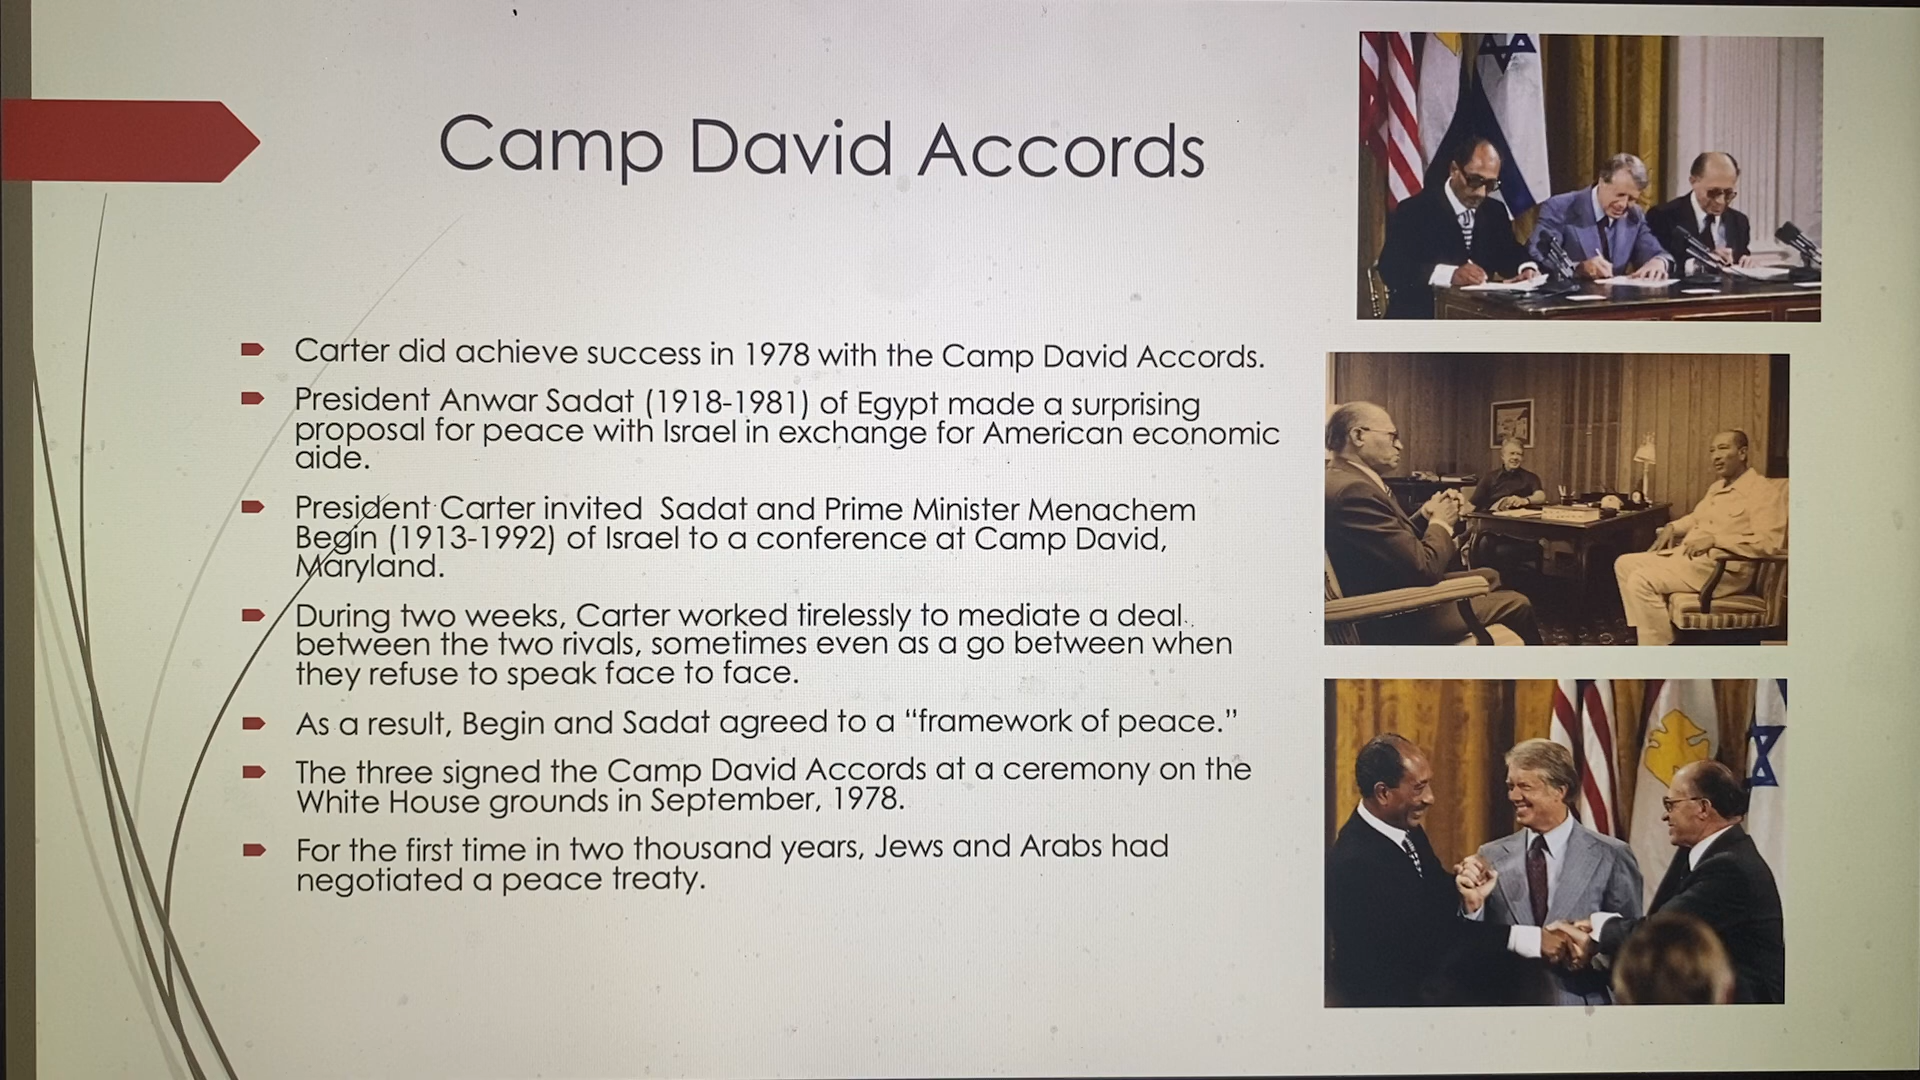 Camp David Accords
Carter did achieve success in 1978 with the Camp David Accords.
President Anwar Sadat (1918-1981) of Egypt made a surprising
proposal for peace with Israel in exchange for American economic
aide.
President Carter invited  Sadat and Prime Minister Menachem
Begin (1913-1992) of Israel to a conference at Camp David,
Maryland.
During two weeks, Carter worked tirelessly to mediate a deal
between the two rivals, sometimes even as a go between when
they refuse to speak face to face.
As a result, Begin and Sadat agreed to a “framework of peace.”
The three signed the Camp David Accords at a ceremony on the
White House grounds in September, 1978.
For the first time in two thousand years, Jews and Arabs had
negotiated a peace treaty.